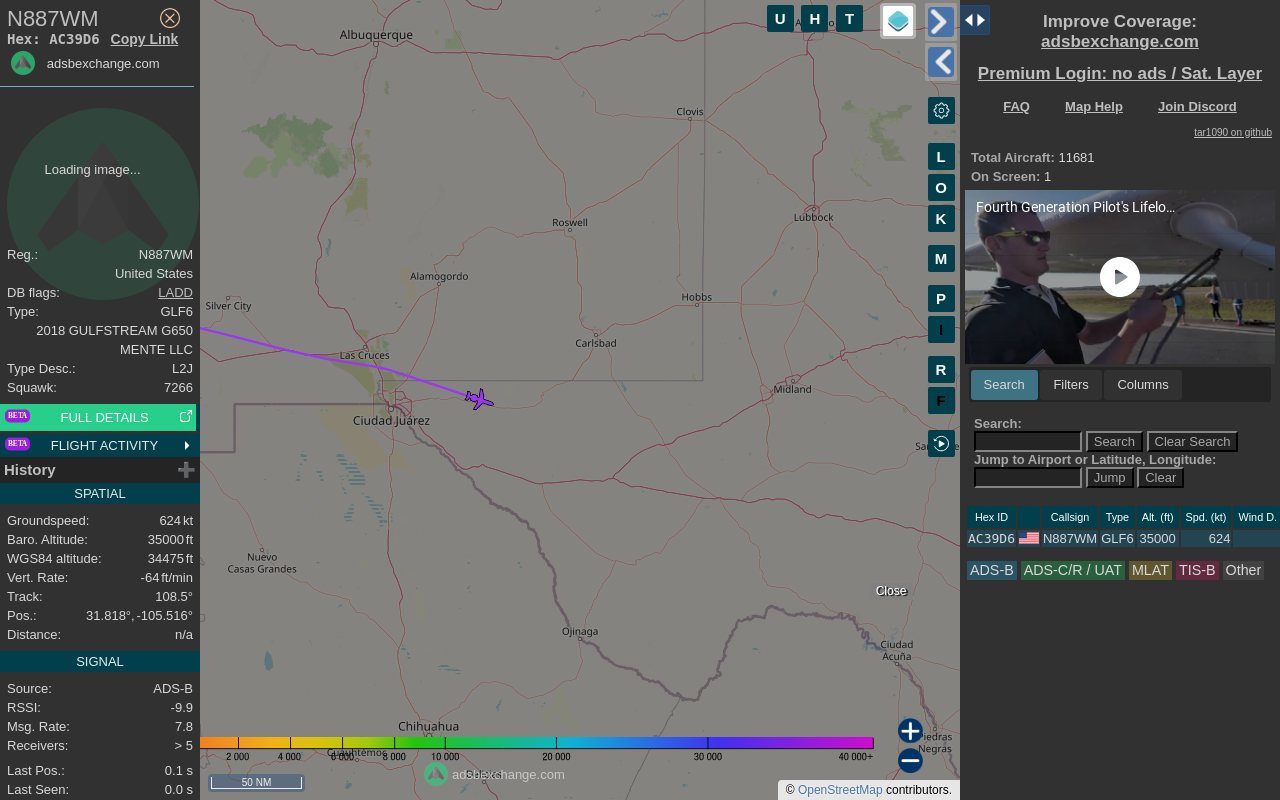 N887WM
Hex: AC39D6 Copy Link
adsbexchange.com
Loading image...
Reg.: N887WM
United States
DB flags: LADD
Type: GLF6
2018 GULFSTREAM G650
MENTE LLC
Type Desc.: L2J
Squawk: 7266
BETA FULL DETAILS
BETA FLIGHT ACTIVITY
History
SPATIAL
Groundspeed: 624 kt
Baro. Altitude: 35000 ft
WGS84 altitude: 34475 ft
Vert. Rate: -64 ft/min
Track: 108.5°
Pos.: 31.818°, -105.516°
Distance: n/a
SIGNAL
Source: ADS-B
RSSI: -9.9
Msg. Rate: 7.8
Receivers: > 5
Last Pos.: 0.1 s
Last Seen: 0.0 s
U H T
L
O
K
M
P
I
R
F
Albuquerque
Clovis
Roswell
Lubbock
Alamogordo
Silver City
Hobbs
Carlsbad
Las Cruces
Midland
Ciudad Juárez
Nuevo
Casas Grandes
Close
Ojinaga
Ciudad
Acuña
Chihuahua
Cuauhtémoc
Piedras
Negras
2 000 4 000 6 000 8 000 10 000 20 000 30 000 40 000+
adsbexchange.com
50 NM
© OpenStreetMap contributors.
Improve Coverage:
adsbexchange.com
Premium Login: no ads / Sat. Layer
FAQ Map Help Join Discord
tar1090 on github
Total Aircraft: 11681
On Screen: 1
Fourth Generation Pilot's Lifelo...
Search Filters Columns
Search:
Search Clear Search
Jump to Airport or Latitude, Longitude:
Jump Clear
Hex ID Callsign Type Alt. (ft) Spd. (kt) Wind D.
AC39D6 N887WM GLF6 35000 624
ADS-B ADS-C/R / UAT MLAT TIS-B Other